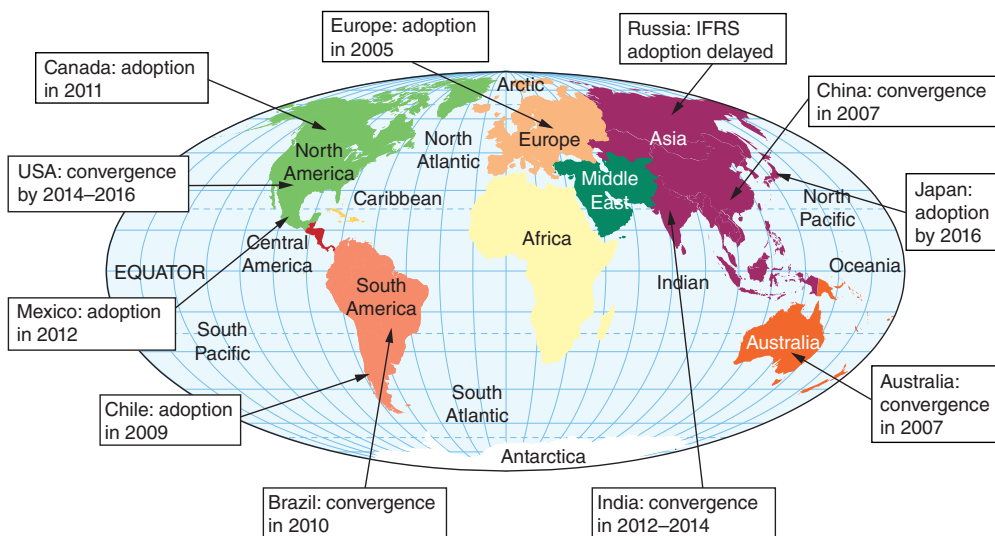 Europe: adoption
in 2005
Russia: IFRS
adoption delayed
Canada: adoption
in 2011
China: convergence
in 2007
USA: convergence
by 2014–2016
Japan:
adoption
by 2016
Mexico: adoption
in 2012
Chile: adoption
in 2009
Australia:
convergence
in 2007
Brazil: convergence
in 2010
India: convergence
in 2012–2014
Arctic
North
America
North
Atlantic
Europe
Asia
Middle
East
Caribbean
North
Pacific
Central
America
Africa
EQUATOR
South
America
Indian
Oceania
South
Pacific
Australia
South
Atlantic
Antarctica